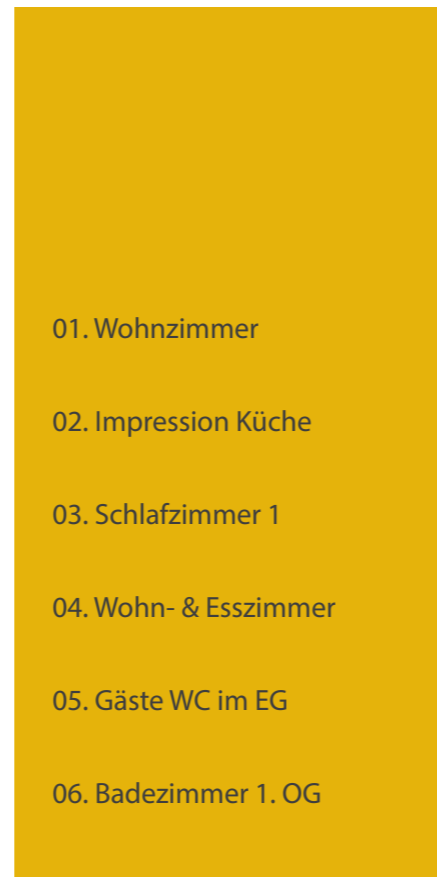 01. Wohnzimmer
02. Impression Küche
03. Schlafzimmer 1
04. Wohn- & Esszimmer
05. Gäste WC im EG
06. Badezimmer 1. OG